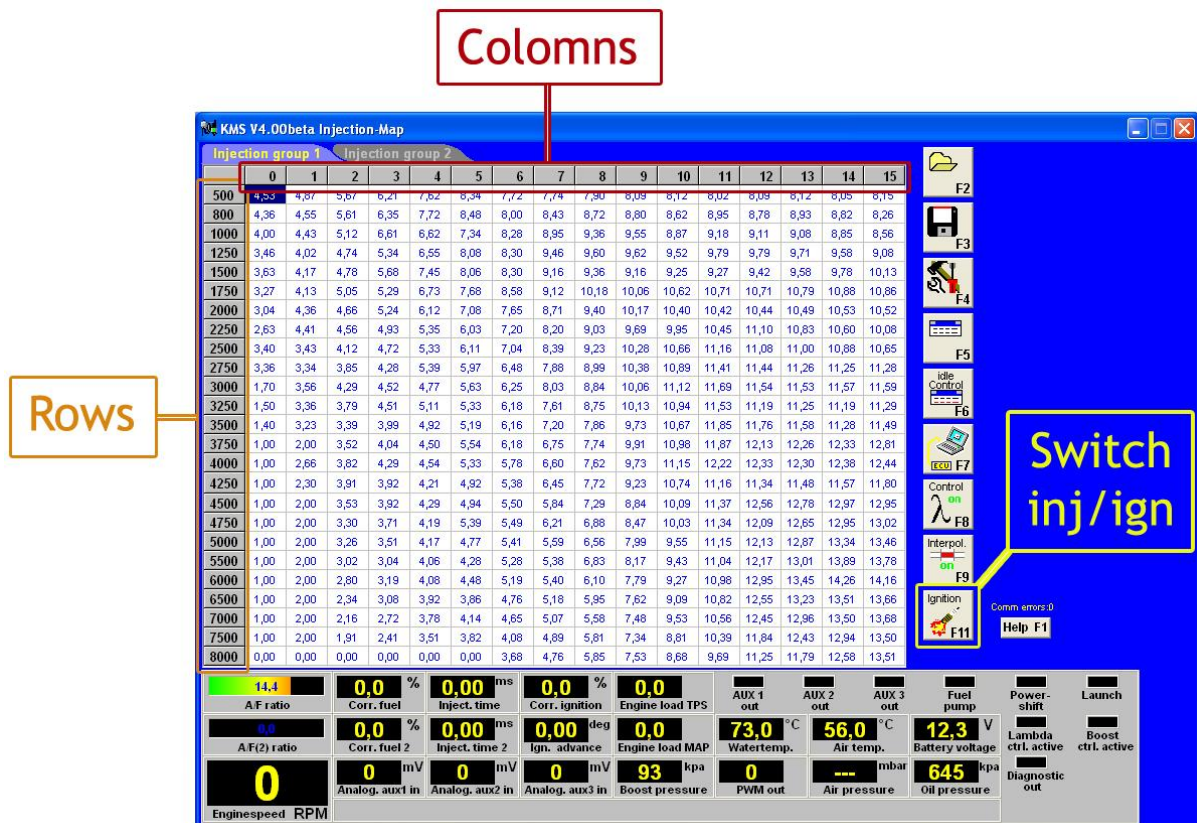 Colomns
KMS V4.00beta Injection-Map
Injection group 1 Injection group 2
0 1 2 3 4 5 6 7 8 9 10 11 12 13 14 15
500 4,53 4,87 5,67 6,21 7,62 8,34 7,72 7,74 7,90 8,09 8,12 8,02 8,09 8,12 8,05 8,15
800 4,36 4,55 5,61 6,35 7,72 8,48 8,00 8,43 8,72 8,80 8,62 8,95 8,78 8,93 8,82 8,26
1000 4,00 4,43 5,12 6,61 6,62 7,34 8,28 8,95 9,36 9,55 8,87 9,18 9,11 9,08 8,85 8,56
1250 3,46 4,02 4,74 5,34 6,55 8,08 8,30 9,46 9,60 9,62 9,52 9,79 9,79 9,71 9,58 9,08
1500 3,63 4,17 4,78 5,68 7,45 8,06 8,30 9,16 9,36 9,16 9,25 9,27 9,42 9,58 9,78 10,13
1750 3,27 4,13 5,05 5,29 6,73 7,68 8,58 9,12 10,18 10,06 10,62 10,71 10,71 10,79 10,88 10,86
2000 3,04 4,36 4,66 5,24 6,12 7,08 7,65 8,71 9,40 10,17 10,40 10,42 10,44 10,49 10,53 10,52
2250 2,63 4,41 4,56 4,93 5,35 6,03 7,20 8,20 9,03 9,69 9,95 10,45 11,10 10,83 10,60 10,08
2500 3,40 3,43 4,12 4,72 5,33 6,11 7,04 8,39 9,23 10,28 10,66 11,16 11,08 11,00 10,88 10,65
2750 3,36 3,34 3,85 4,28 5,39 5,97 6,48 7,88 8,99 10,38 10,89 11,41 11,44 11,26 11,25 11,28
3000 1,70 3,56 4,29 4,52 4,77 5,63 6,25 8,03 8,84 10,06 11,12 11,69 11,54 11,53 11,57 11,59
3250 1,50 3,36 3,79 4,51 5,11 5,33 6,18 7,61 8,75 10,13 10,94 11,53 11,19 11,25 11,19 11,29
3500 1,40 3,23 3,39 3,99 4,92 5,19 6,16 7,20 7,86 9,73 10,67 11,85 11,76 11,58 11,28 11,49
3750 1,00 2,00 3,52 4,04 4,50 5,54 6,18 6,75 7,74 9,91 10,98 11,87 12,13 12,26 12,33 12,81
4000 1,00 2,66 3,82 4,29 4,54 5,33 5,78 6,60 7,62 9,73 11,15 12,22 12,33 12,30 12,38 12,44
4250 1,00 2,30 3,91 3,92 4,21 4,92 5,38 6,45 7,72 9,23 10,74 11,16 11,34 11,48 11,57 11,80
4500 1,00 2,00 3,53 3,92 4,29 4,94 5,50 5,84 7,29 8,84 10,09 11,37 12,56 12,78 12,97 12,95
4750 1,00 2,00 3,30 3,71 4,19 5,39 5,49 6,21 6,88 8,47 10,03 11,34 12,09 12,65 12,95 13,02
5000 1,00 2,00 3,26 3,51 4,17 4,77 5,41 5,59 6,56 7,99 9,55 11,15 12,13 12,87 13,34 13,46
5500 1,00 2,00 3,02 3,04 4,06 4,28 5,28 5,38 6,83 8,17 9,43 11,04 12,17 13,01 13,89 13,78
6000 1,00 2,00 2,80 3,19 4,08 4,48 5,19 5,40 6,10 7,79 9,27 10,98 12,95 13,45 14,26 14,16
6500 1,00 2,00 2,34 3,08 3,92 3,86 4,76 5,18 5,95 7,62 9,09 10,82 12,55 13,23 13,51 13,66
7000 1,00 2,00 2,16 2,72 3,78 4,14 4,65 5,07 5,58 7,48 9,53 10,56 12,45 12,96 13,50 13,68
7500 1,00 2,00 1,91 2,41 3,51 3,82 4,08 4,89 5,81 7,34 8,81 10,39 11,84 12,43 12,94 13,50
8000 0,00 0,00 0,00 0,00 0,00 0,00 3,68 4,76 5,85 7,53 8,68 9,69 11,25 11,79 12,58 13,51
Rows
F2
F3
F4
F5
idle
Control
F6
ECU F7
Control
λ on
F8
Interpol.
on
F9
Ignition
F11
Switch
inj/ign
Comm errors:0
Help F1
14,4 0,0 % 0,00 ms 0,0 % 0,0
A/F ratio Corr. fuel Inject. time Corr. ignition Engine load TPS
AUX 1 out AUX 2 out AUX 3 out Fuel pump Power-shift Launch
0,0 0,0 % 0,00 ms 0,00 deg 0,0 73,0 °C 56,0 °C 12,3 V
A/F(2) ratio Corr. fuel 2 Inject. time 2 Ign. advance Engine load MAP Watertemp. Air temp. Battery voltage
Lambda ctrl. active Boost ctrl. active
0 0 mV 0 mV 0 mV 93 kpa 0 --- mbar 645 kpa
Analog. aux1 in Analog. aux2 in Analog. aux3 in Boost pressure PWM out Air pressure Oil pressure
Diagnostic out
Enginespeed RPM